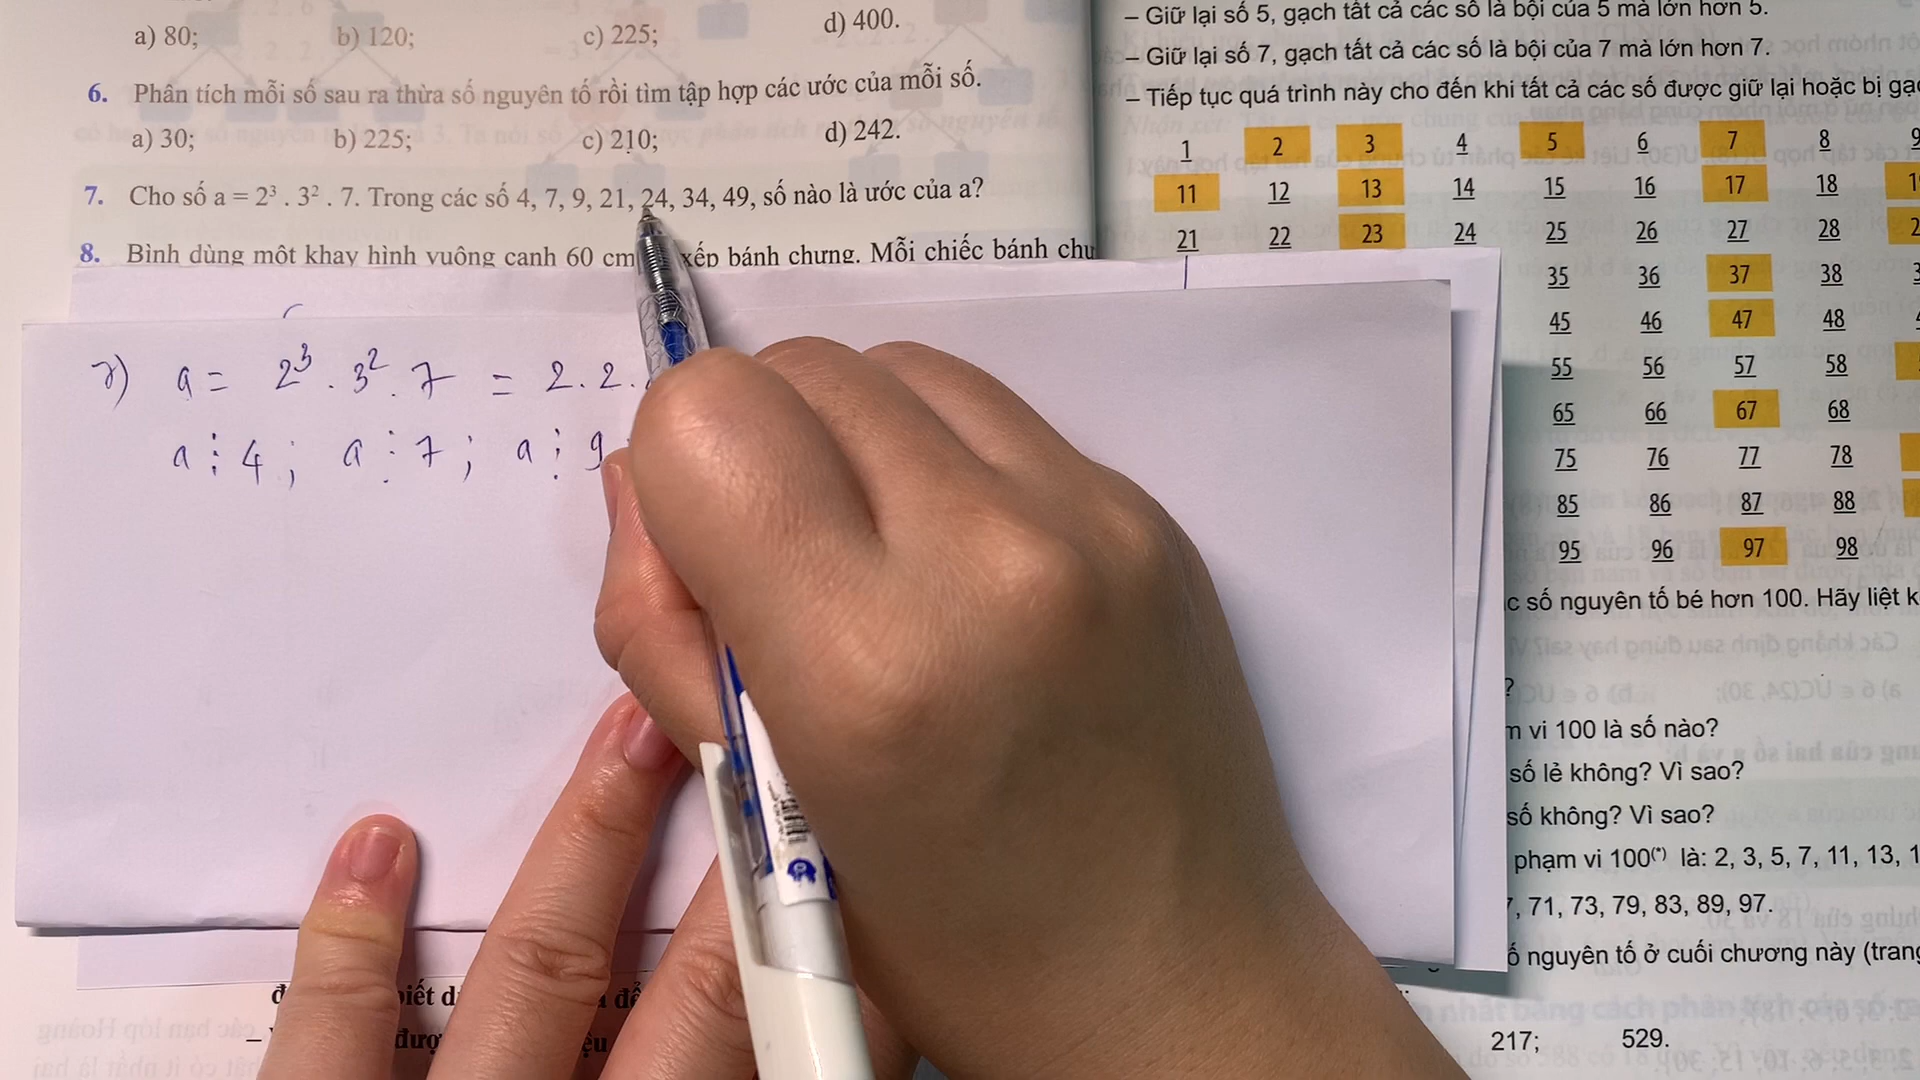 a) 80; b) 120; c) 225; d) 400.
6. Phân tích mỗi số sau ra thừa số nguyên tố rồi tìm tập hợp các ước của mỗi số.
a) 30; b) 225; c) 210; d) 242.
7. Cho số a = 2³ . 3² . 7. Trong các số 4, 7, 9, 21, 24, 34, 49, số nào là ước của a?
8. Bình dùng một khay hình vuông cạnh 60 cm xếp bánh chưng. Mỗi chiếc bánh chư
7) a = 2³ . 3² . 7 = 2 . 2 .
a ⋮ 4 ; a ⋮ 7 ; a ⋮ 9
biết d
đượ
217; 529.
– Giữ lại số 5, gạch tất cả các số là bội của 5 mà lớn hơn 5.
– Giữ lại số 7, gạch tất cả các số là bội của 7 mà lớn hơn 7.
– Tiếp tục quá trình này cho đến khi tất cả các số được giữ lại hoặc bị gạ
1 2 3 4 5 6 7 8 9
11 12 13 14 15 16 17 18 1
21 22 23 24 25 26 27 28 2
35 36 37 38 3
45 46 47 48 4
55 56 57 58
65 66 67 68
75 76 77 78
85 86 87 88
95 96 97 98
c số nguyên tố bé hơn 100. Hãy liệt k
?
m vi 100 là số nào?
số lẻ không? Vì sao?
số không? Vì sao?
phạm vi 100(*) là: 2, 3, 5, 7, 11, 13, 1
7, 71, 73, 79, 83, 89, 97.
ố nguyên tố ở cuối chương này (trang